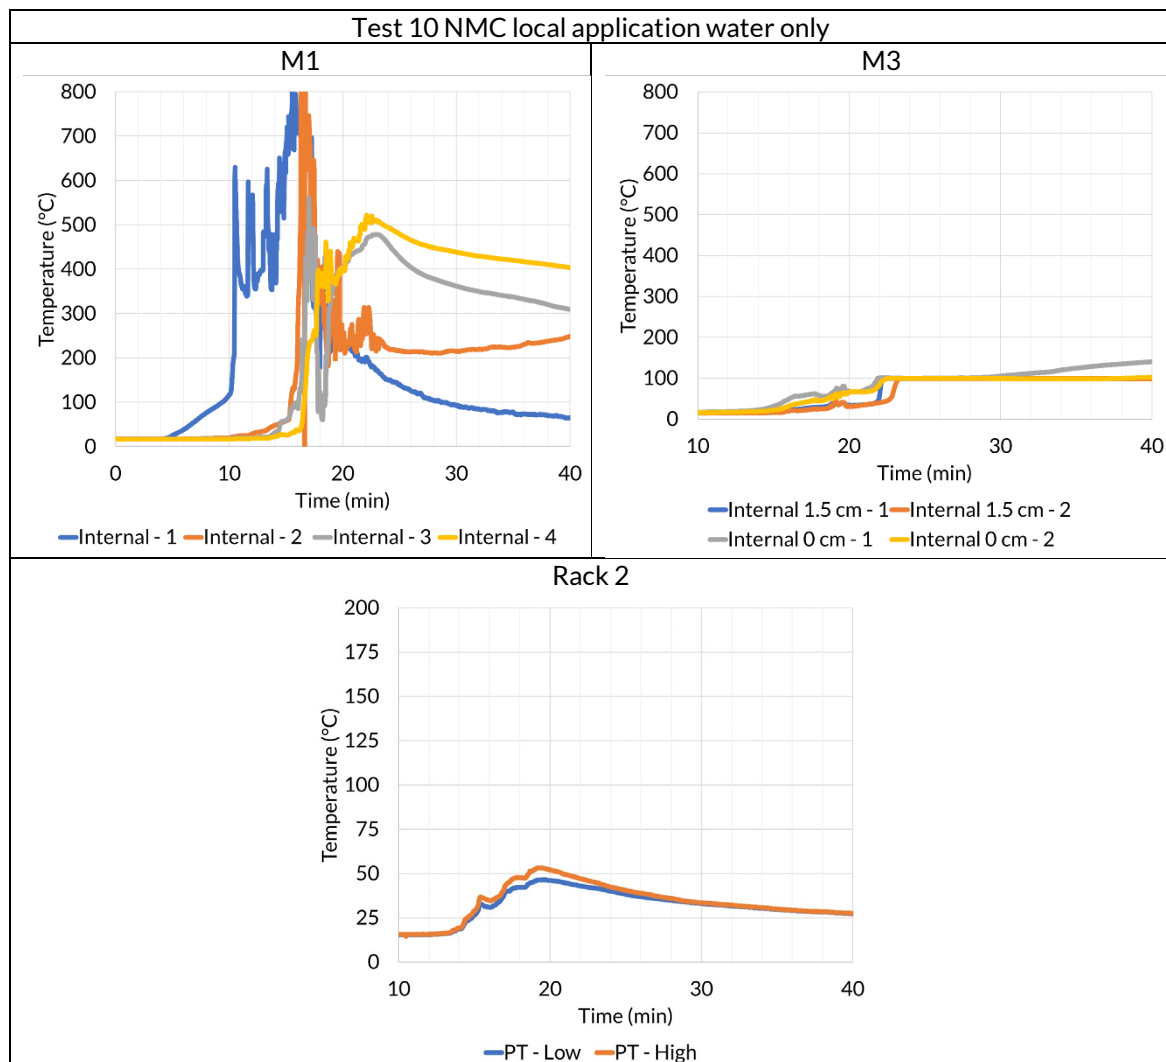 Test 10 NMC local application water only
M1
M3
800
700
600
500
400
300
200
100
0
Temperature (°C)
0
10
20
30
40
Time (min)
Internal - 1
Internal - 2
Internal - 3
Internal - 4
800
700
600
500
400
300
200
100
0
Temperature (°C)
10
20
30
40
Time (min)
Internal 1.5 cm - 1
Internal 1.5 cm - 2
Internal 0 cm - 1
Internal 0 cm - 2
Rack 2
200
175
150
125
100
75
50
25
0
Temperature (°C)
10
20
30
40
Time (min)
PT - Low
PT - High